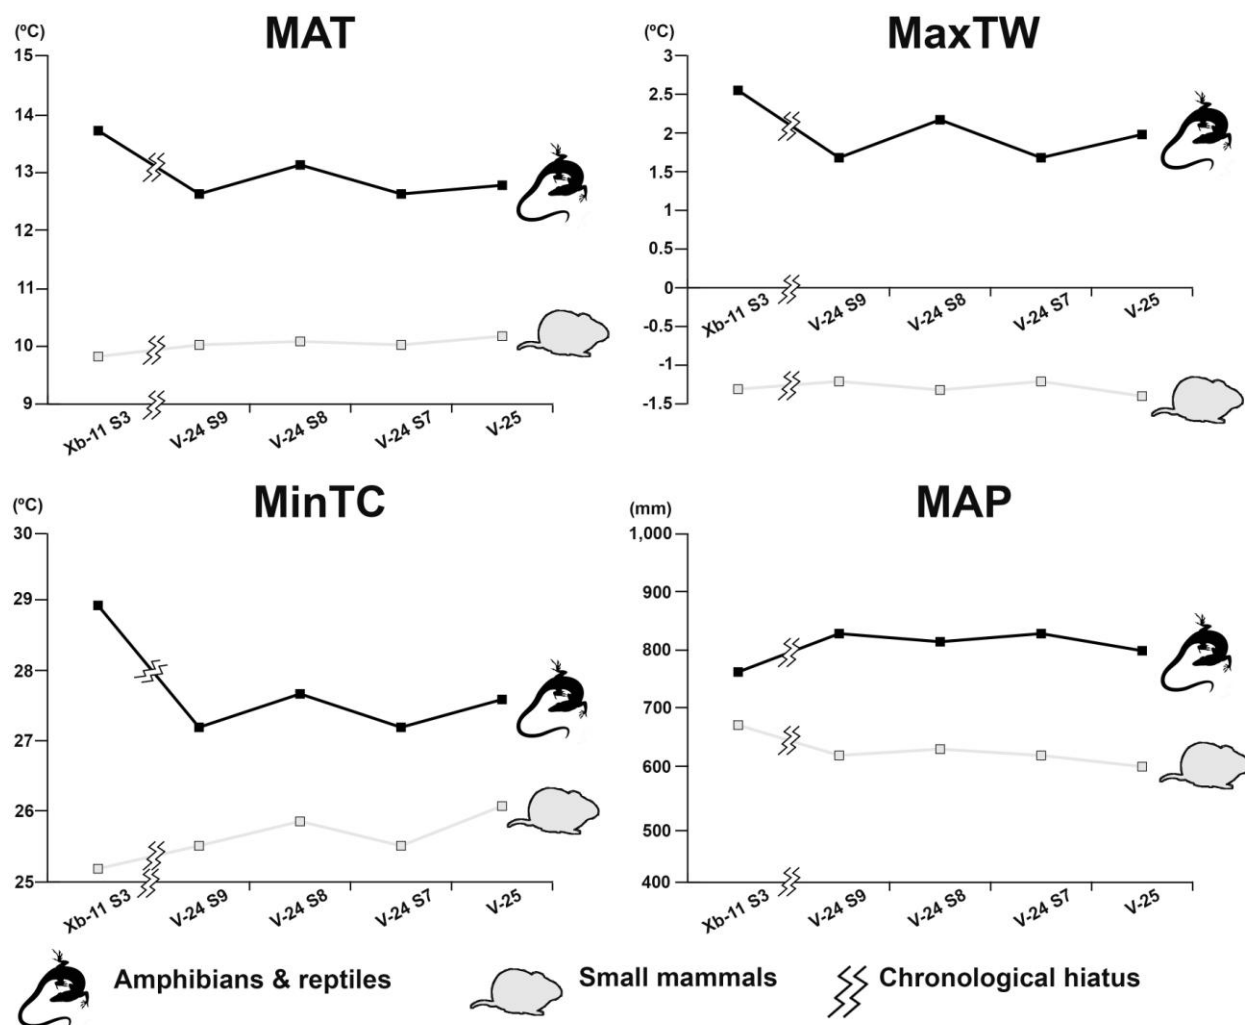 MAT
(ºC)
15
14
13
12
11
10
9
Xb-11 S3
V-24 S9
V-24 S8
V-24 S7
V-25
MaxTW
(ºC)
3
2.5
2
1.5
1
0.5
0
-0.5
-1
-1.5
Xb-11 S3
V-24 S9
V-24 S8
V-24 S7
V-25
MinTC
(ºC)
30
29
28
27
26
25
Xb-11 S3
V-24 S9
V-24 S8
V-24 S7
V-25
MAP
(mm)
1,000
900
800
700
600
500
400
Xb-11 S3
V-24 S9
V-24 S8
V-24 S7
V-25
Amphibians & reptiles
Small mammals
Chronological hiatus